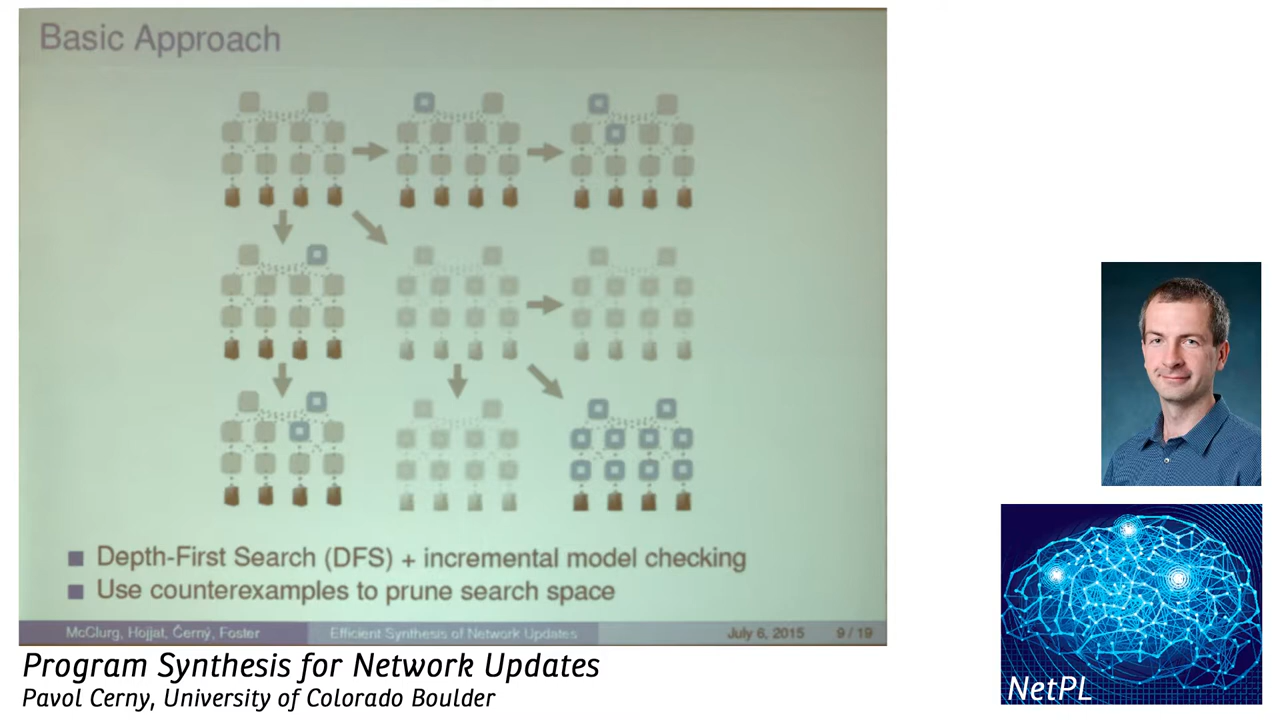 Basic Approach
Depth-First Search (DFS) + incremental model checking
Use counterexamples to prune search space
McClurg, Hojjat, Černý, Foster
Efficient Synthesis of Network Updates
July 6, 2015
9 / 19
Program Synthesis for Network Updates
Pavol Cerny, University of Colorado Boulder
NetPL